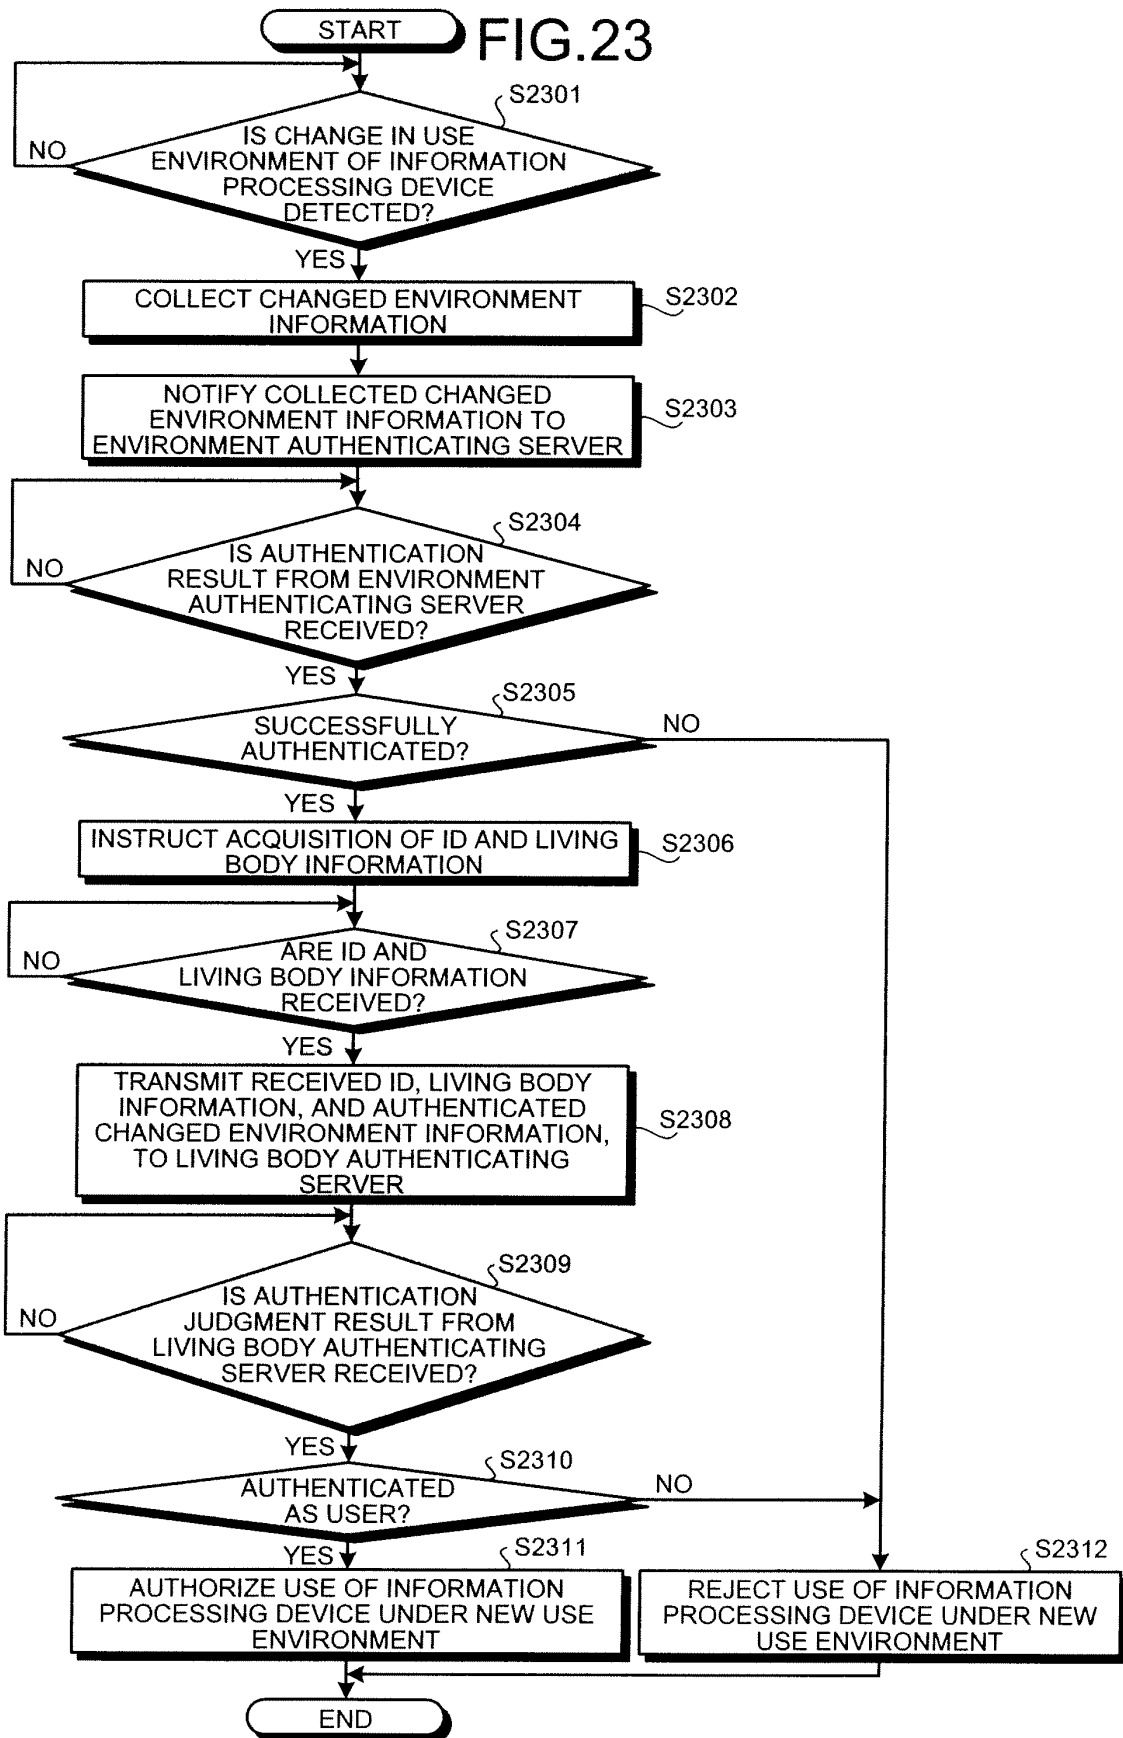 START
FIG.23
S2301
IS CHANGE IN USE
ENVIRONMENT OF INFORMATION
PROCESSING DEVICE
DETECTED?
NO
YES
COLLECT CHANGED ENVIRONMENT
INFORMATION
S2302
NOTIFY COLLECTED CHANGED
ENVIRONMENT INFORMATION TO
ENVIRONMENT AUTHENTICATING SERVER
S2303
S2304
IS AUTHENTICATION
RESULT FROM ENVIRONMENT
AUTHENTICATING SERVER
RECEIVED?
NO
YES
S2305
SUCCESSFULLY
AUTHENTICATED?
NO
YES
INSTRUCT ACQUISITION OF ID AND LIVING
BODY INFORMATION
S2306
S2307
ARE ID AND
LIVING BODY INFORMATION
RECEIVED?
NO
YES
TRANSMIT RECEIVED ID, LIVING BODY
INFORMATION, AND AUTHENTICATED
CHANGED ENVIRONMENT INFORMATION,
TO LIVING BODY AUTHENTICATING
SERVER
S2308
S2309
IS AUTHENTICATION
JUDGMENT RESULT FROM
LIVING BODY AUTHENTICATING
SERVER RECEIVED?
NO
YES
S2310
AUTHENTICATED
AS USER?
NO
YES
S2311
AUTHORIZE USE OF INFORMATION
PROCESSING DEVICE UNDER NEW USE
ENVIRONMENT
S2312
REJECT USE OF INFORMATION
PROCESSING DEVICE UNDER NEW
USE ENVIRONMENT
END